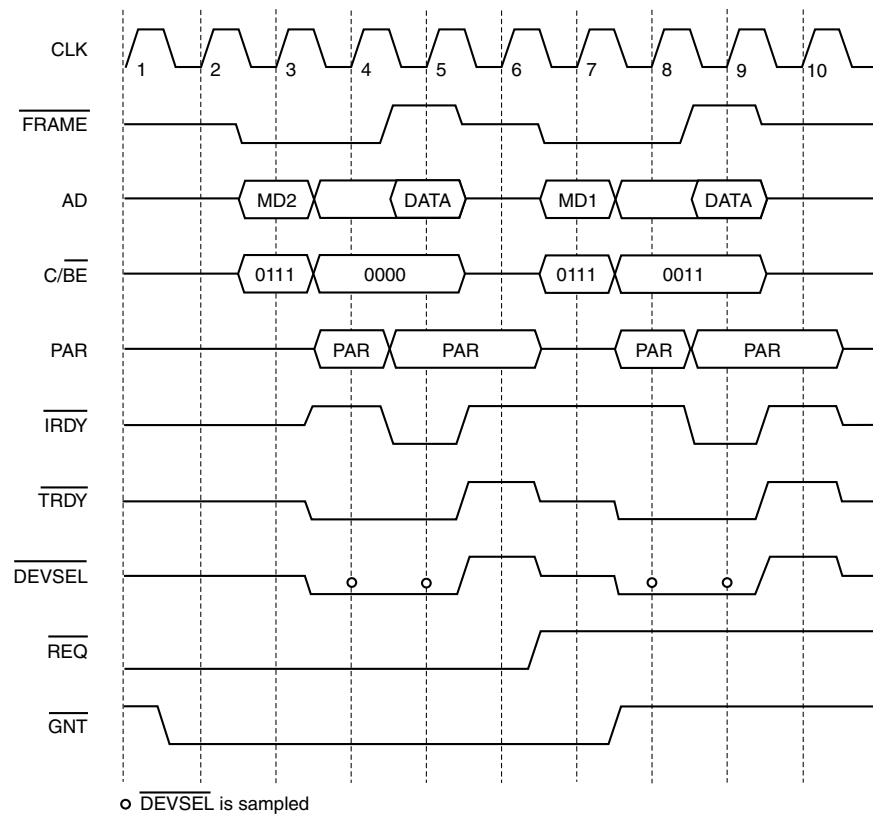 CLK
1 2 3 4 5 6 7 8 9 10
FRAME
AD
MD2 DATA MD1 DATA
C/BE
0111 0000 0111 0011
PAR
PAR PAR PAR PAR
IRDY
TRDY
DEVSEL
REQ
GNT
DEVSEL is sampled